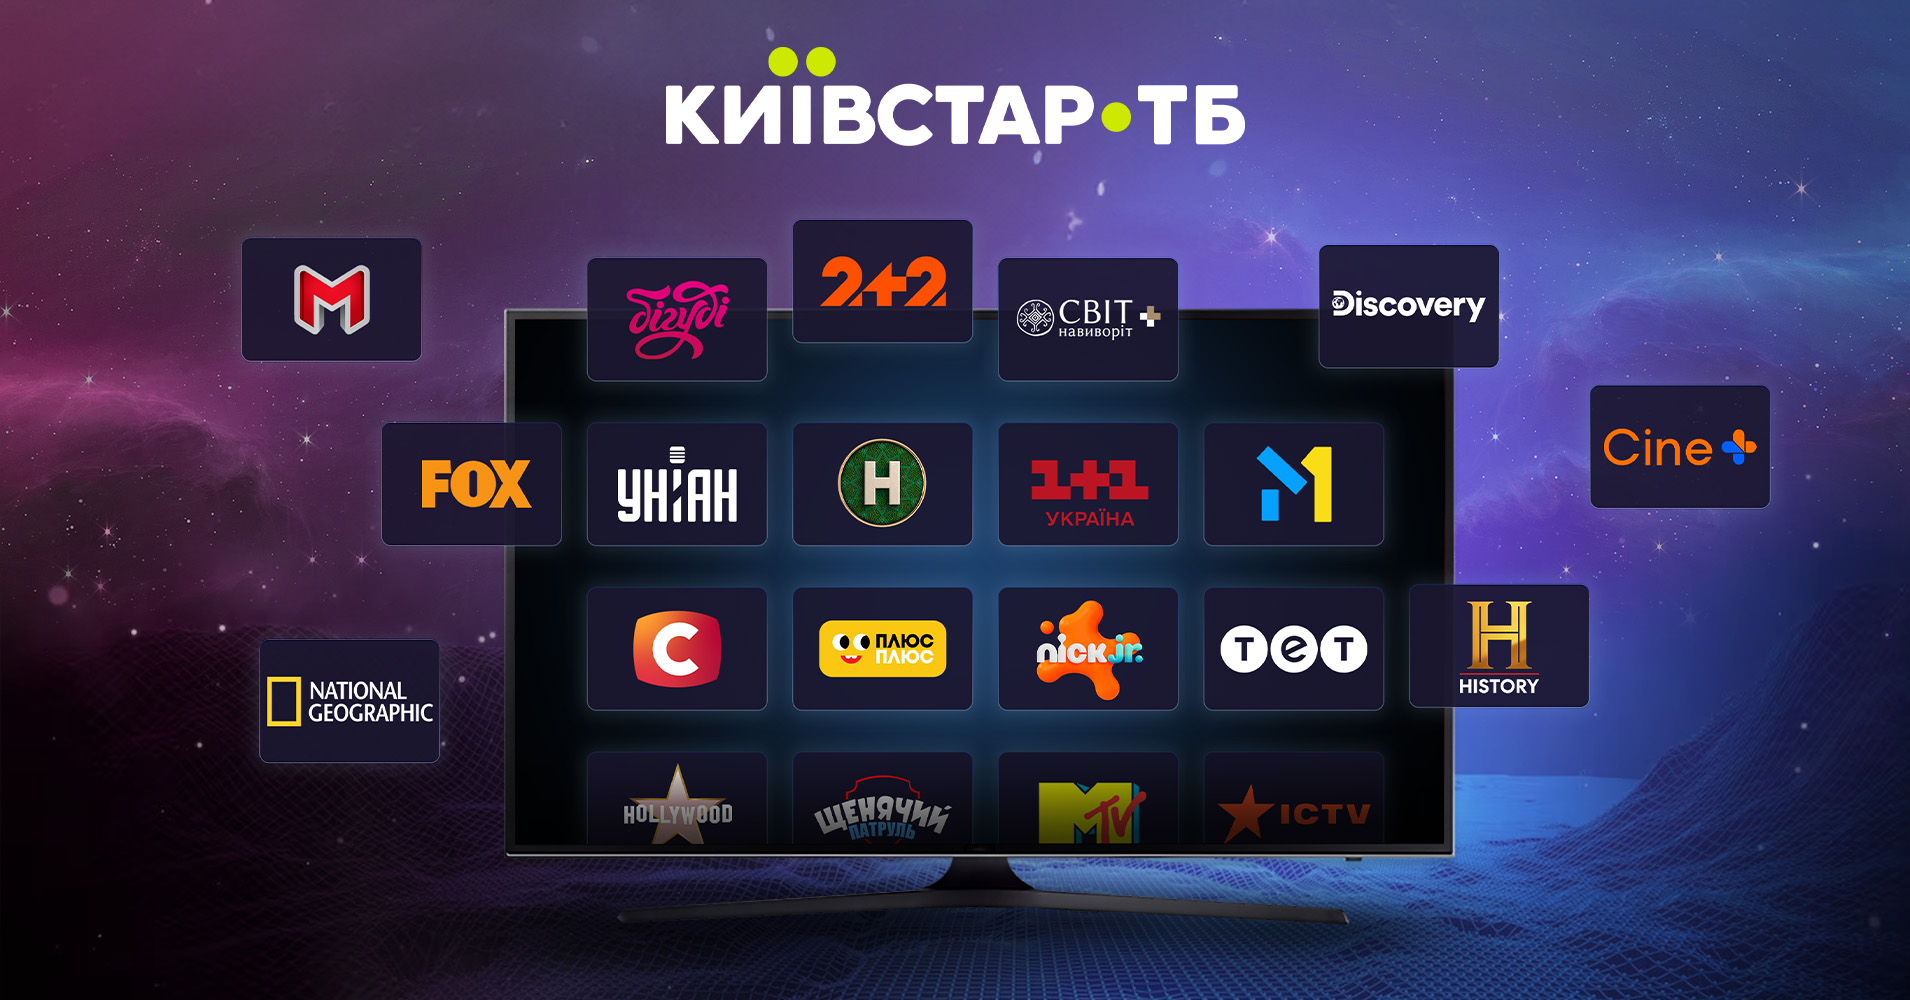 КИЇВСТАР•ТБ
M
бігуді
2+2
СВІТ +
навиворіт
Discovery
Cine+
FOX
УНІАН
Н
1+1
УКРАЇНА
M1
С
ПЛЮС
ПЛЮС
nick jr.
ТЕТ
H
HISTORY
NATIONAL
GEOGRAPHIC
HOLLYWOOD
ЩЕНЯЧИЙ
ПАТРУЛЬ
MTV
ICTV